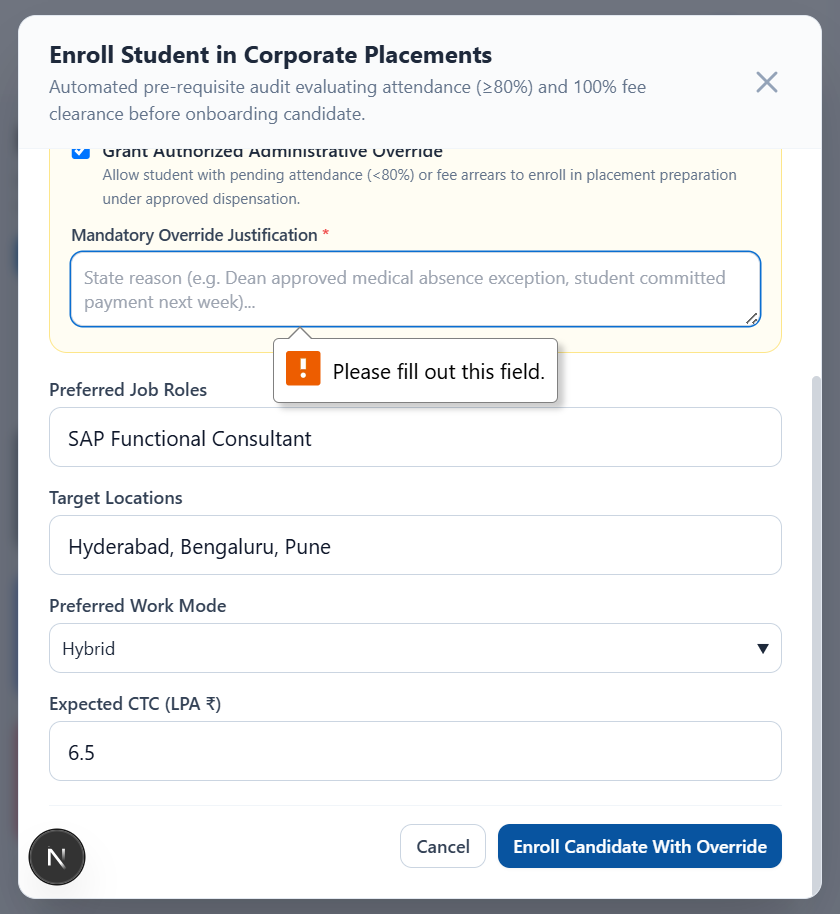 Enroll Student in Corporate Placements
Automated pre-requisite audit evaluating attendance (≥80%) and 100% fee
clearance before onboarding candidate.
Grant Authorized Administrative Override
Allow student with pending attendance (<80%) or fee arrears to enroll in placement preparation
under approved dispensation.
Mandatory Override Justification *
State reason (e.g. Dean approved medical absence exception, student committed
payment next week)...
Please fill out this field.
Preferred Job Roles
SAP Functional Consultant
Target Locations
Hyderabad, Bengaluru, Pune
Preferred Work Mode
Hybrid
Expected CTC (LPA ₹)
6.5
N
Cancel
Enroll Candidate With Override